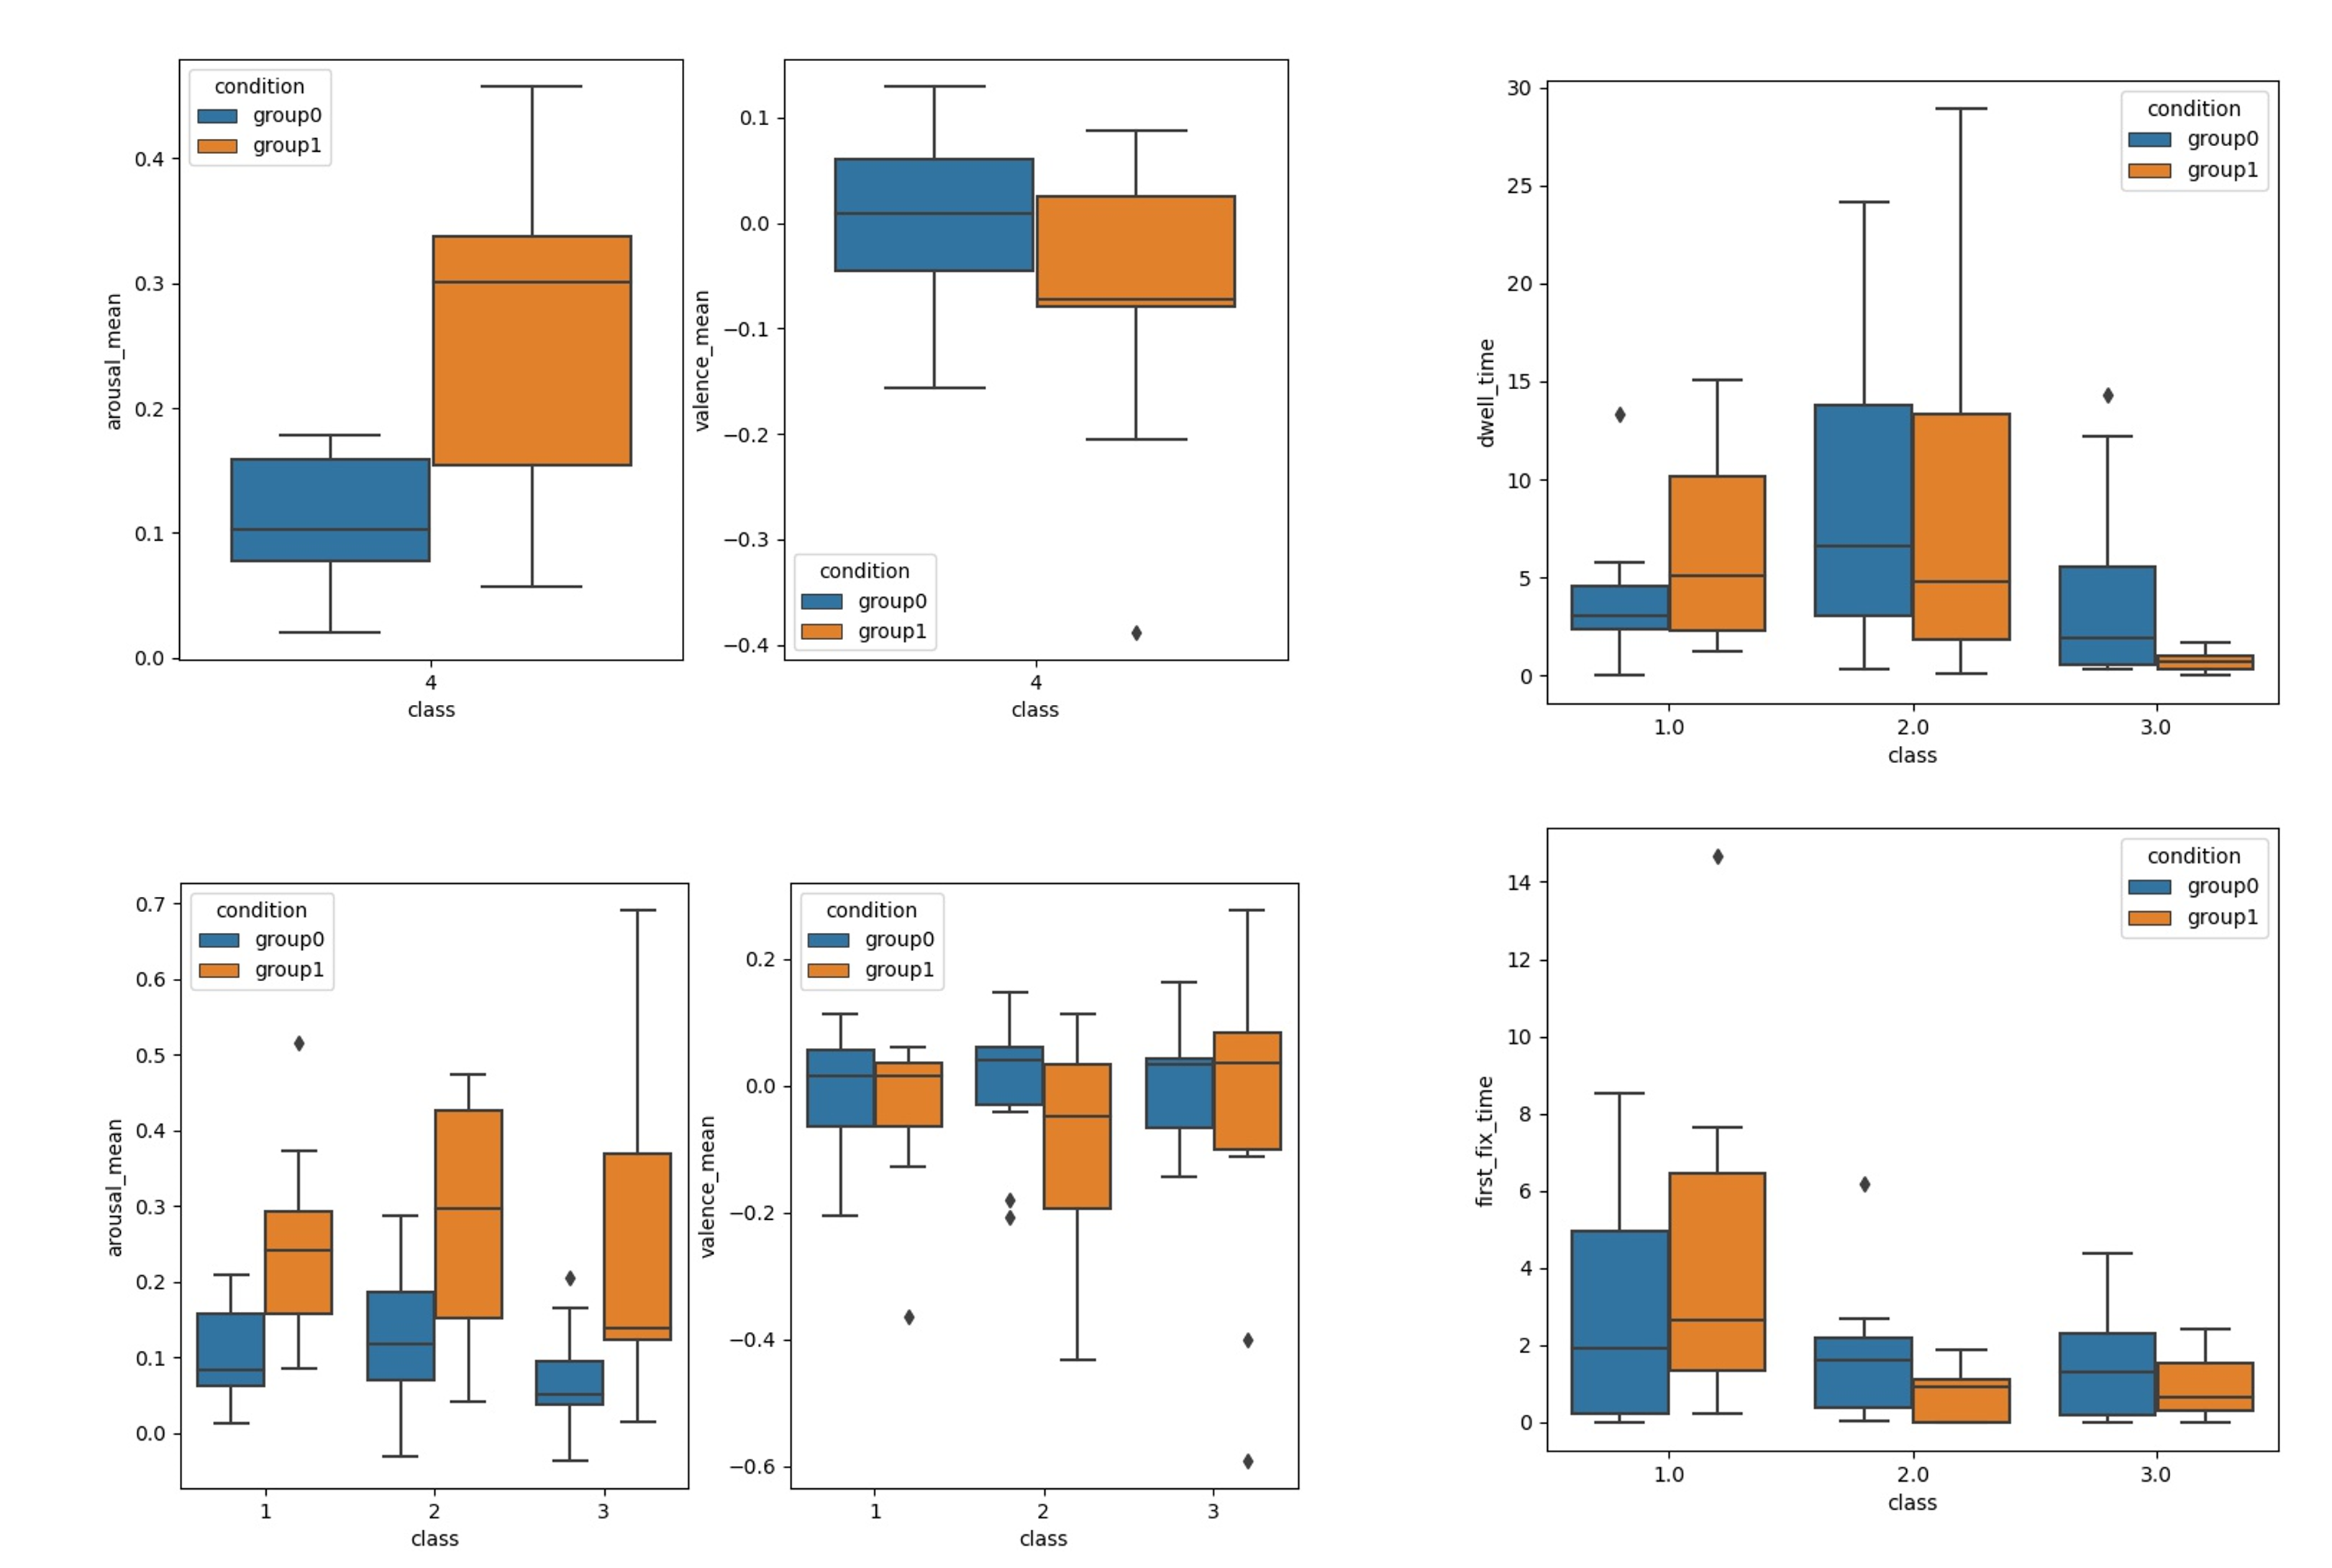 condition
group0
group1
0.4
0.3
0.2
0.1
0.0
arousal_mean
4
class
0.1
0.0
−0.1
−0.2
−0.3
−0.4
valence_mean
condition
group0
group1
4
class
30
25
20
15
10
5
0
dwell_time
condition
group0
group1
1.0 2.0 3.0
class
0.7
0.6
0.5
0.4
0.3
0.2
0.1
0.0
arousal_mean
condition
group0
group1
1 2 3
class
0.2
0.0
−0.2
−0.4
−0.6
valence_mean
condition
group0
group1
1 2 3
class
14
12
10
8
6
4
2
0
first_fix_time
condition
group0
group1
1.0 2.0 3.0
class